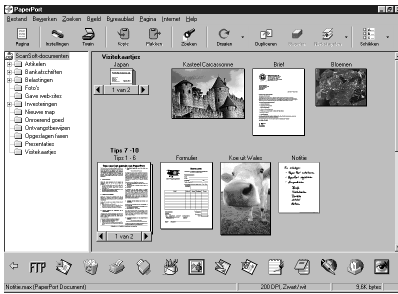 PaperPort
Bestand Bewerken Zoeken Beeld Bureaublad Pagina Internet Help
Pagina Instellingen Twain Kopie Plakken Zoeken Draaien Dupliceren Schikken
ScanSoft-documenten
Artikelen
Bankafschriften
Belastingen
Foto's
Gave web-sites
Investeringen
Nieuwe map
Noorerend goed
Ontvangstbewijzen
Opgeslagen faxen
Presentaties
Visitekaartjes
Visitekaartjes
Japan
1 van 2
Kasteel Carcassonne
Brief
Bloemen
Tips 7 -10
Tips 1 - 6
1 van 2
Formulier
Koe uit Wales
Notitie
FTP
Notitie.max (PaperPort Document) 200 DPI, Zwart/wit 9,6K bytes